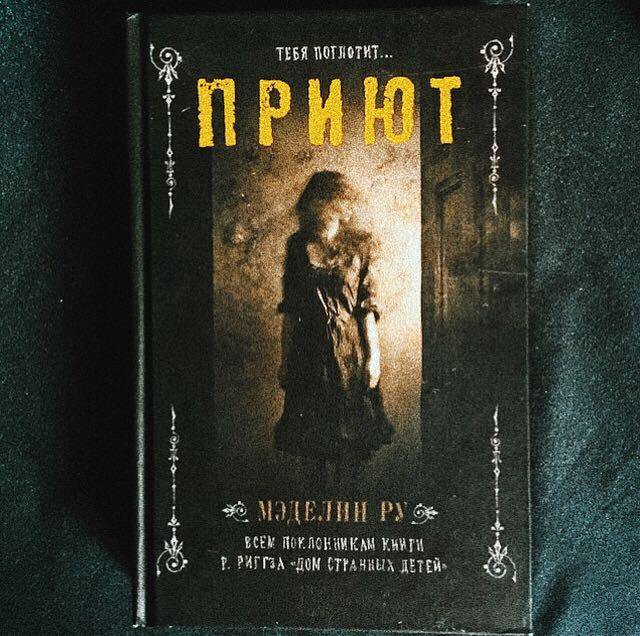 ТЕБЯ ПОГЛОТИТ...
ПРИЮТ
МЭДЕЛИН РУ
ВСЕМ ПОКЛОННИКАМ КНИГИ
Р. РИГГЗА «ДОМ СТРАННЫХ ДЕТЕЙ»